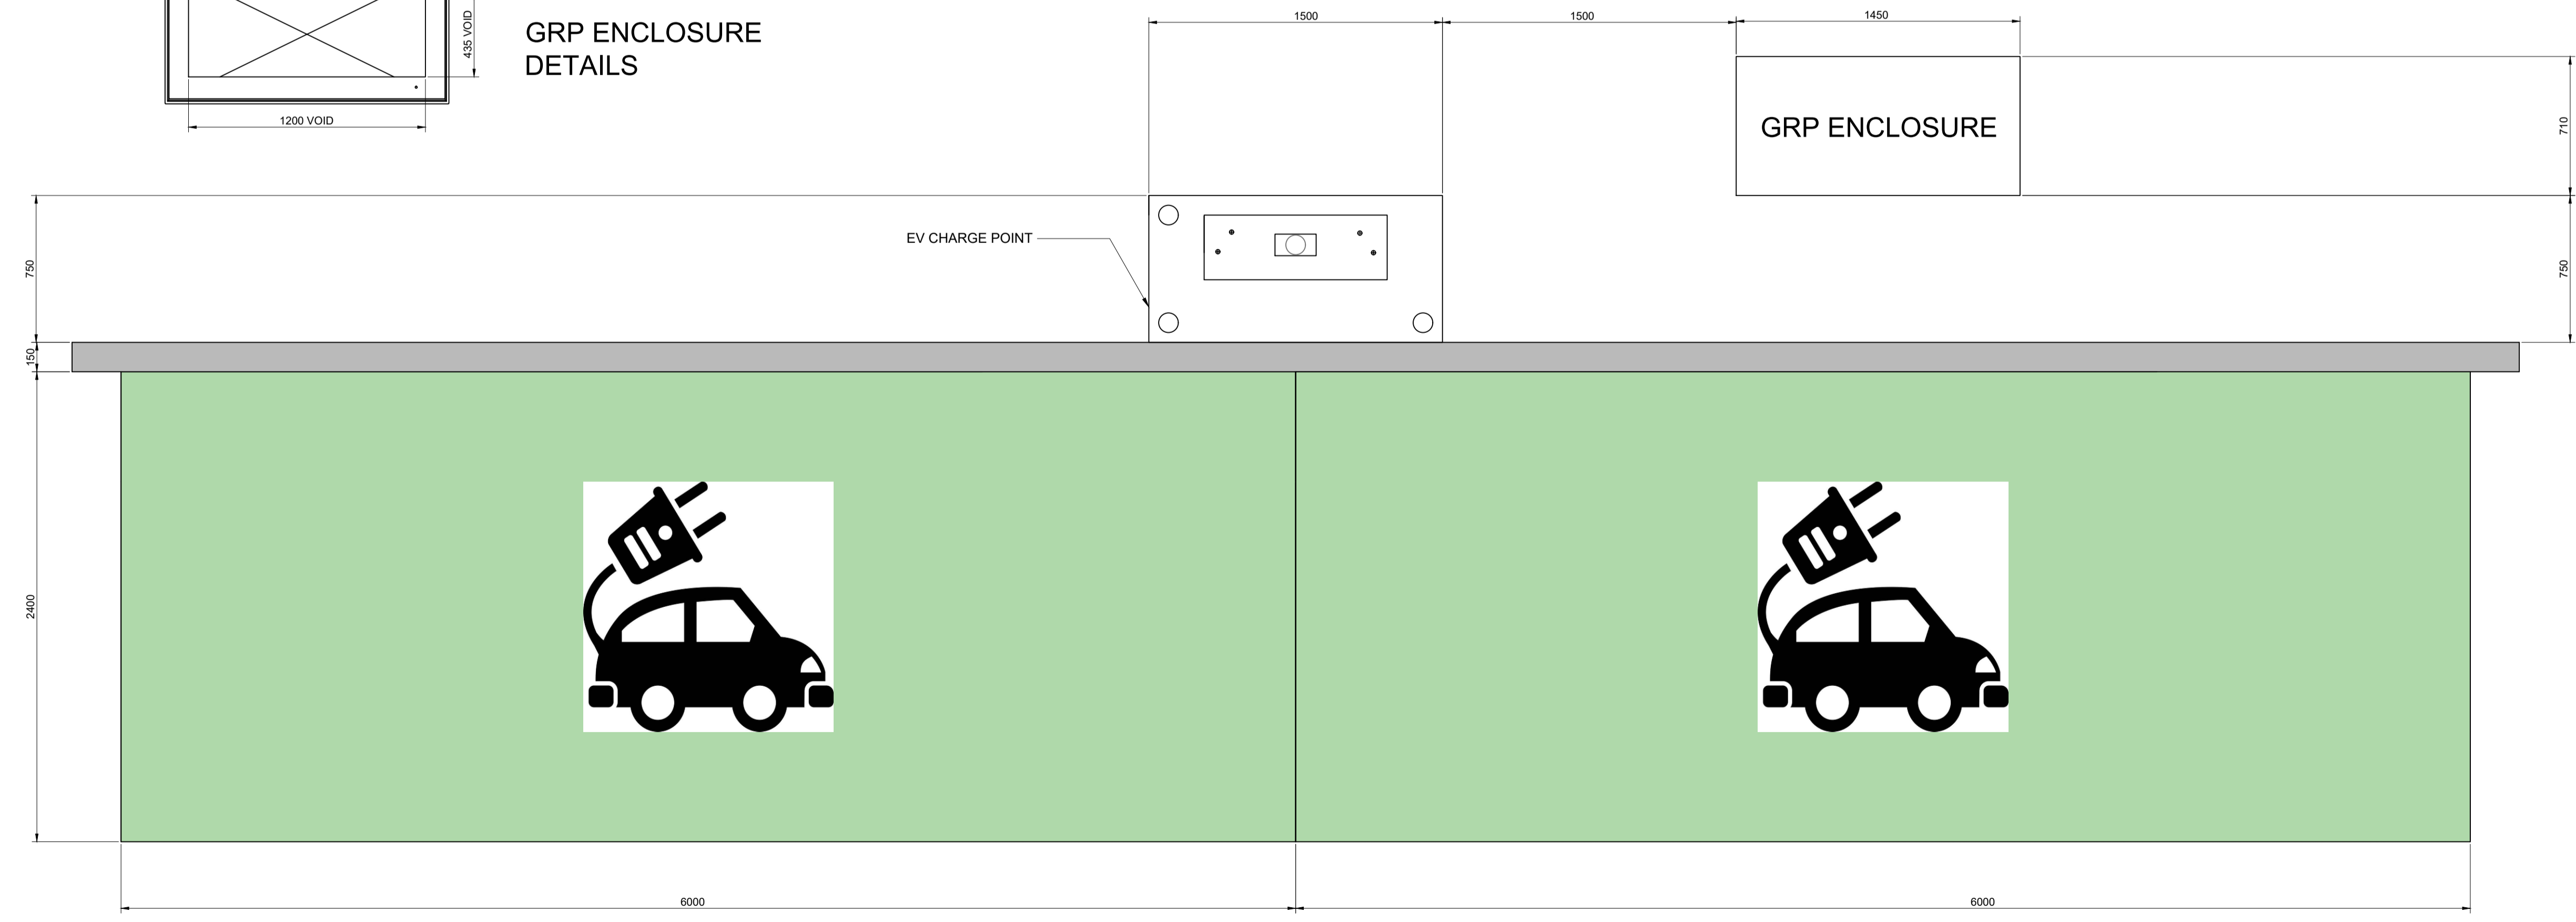 435 VOID
GRP ENCLOSURE
DETAILS
1200 VOID
1500
1500
1450
GRP ENCLOSURE
710
EV CHARGE POINT
750
750
150
2400
6000
6000